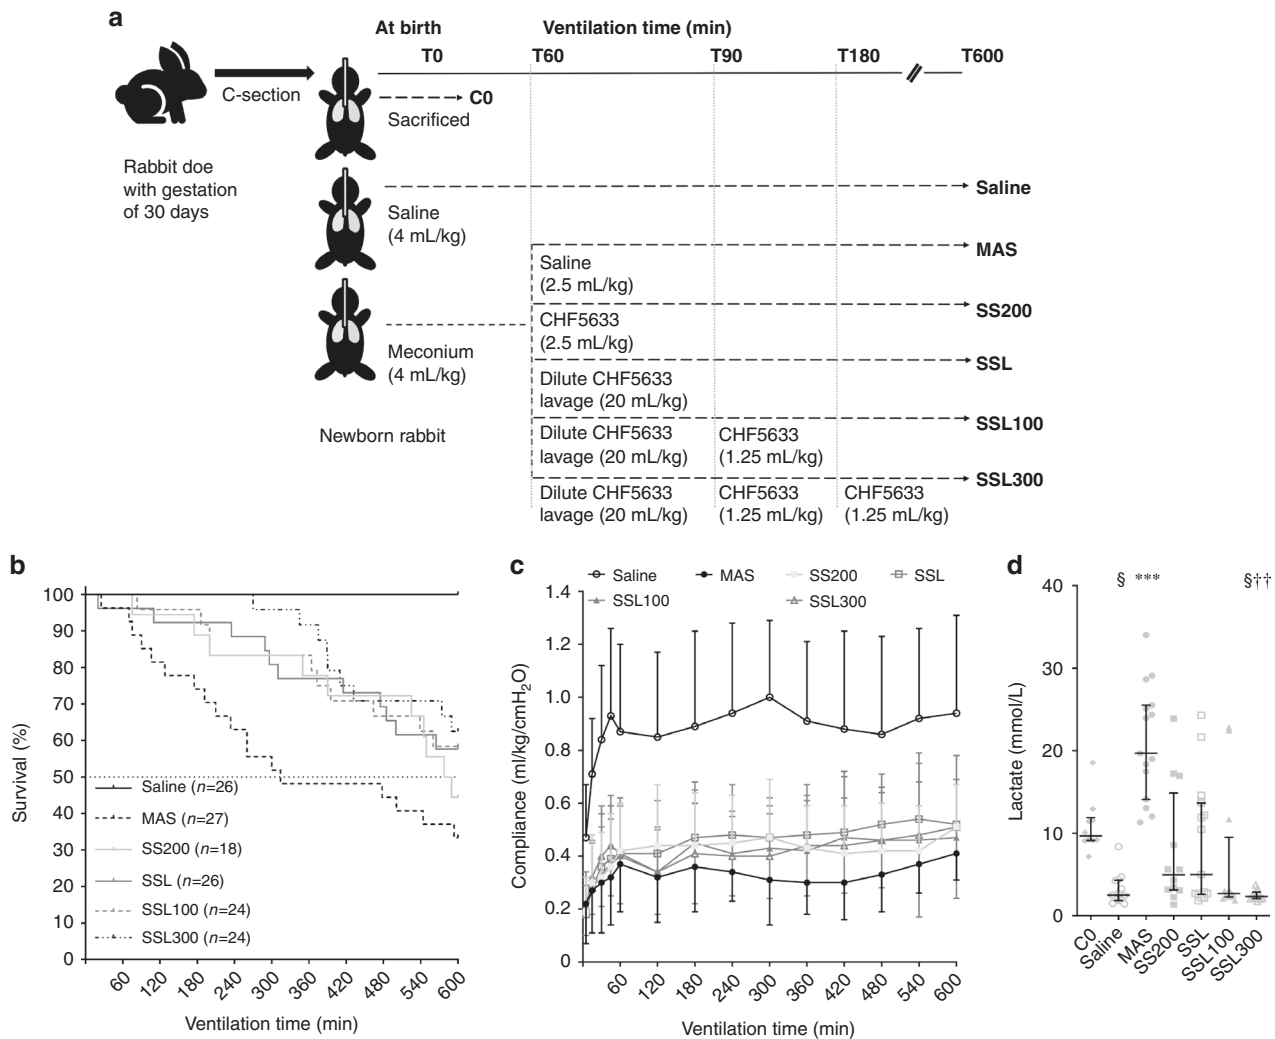 a
At birth
Ventilation time (min)
T0
T60
T90
T180
T600
C-section
C0
Sacrificed
Rabbit doe
with gestation
of 30 days
Saline
Saline
(4 mL/kg)
MAS
Saline
(2.5 mL/kg)
SS200
CHF5633
(2.5 mL/kg)
Meconium
(4 mL/kg)
SSL
Dilute CHF5633
lavage (20 mL/kg)
SSL100
Dilute CHF5633
lavage (20 mL/kg)
CHF5633
(1.25 mL/kg)
Newborn rabbit
SSL300
Dilute CHF5633
lavage (20 mL/kg)
CHF5633
(1.25 mL/kg)
CHF5633
(1.25 mL/kg)
b
Survival (%)
100
90
80
70
60
50
40
30
20
10
0
Saline (n=26)
MAS (n=27)
SS200 (n=18)
SSL (n=26)
SSL100 (n=24)
SSL300 (n=24)
60 120 180 240 300 360 420 480 540 600
Ventilation time (min)
c
Saline MAS SS200 SSL
SSL100 SSL300
Compliance (ml/kg/cmH2O)
1.4
1.2
1.0
0.8
0.6
0.4
0.2
0
60 120 180 240 300 360 420 480 540 600
Ventilation time (min)
d
§ *** §††
Lactate (mmol/L)
40
30
20
10
0
C0 Saline MAS SS200 SSL SSL100 SSL300